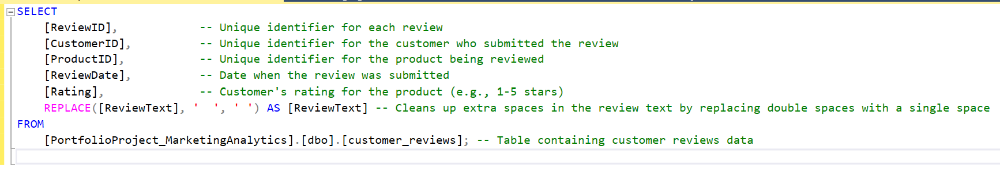 SELECT
    [ReviewID],            -- Unique identifier for each review
    [CustomerID],          -- Unique identifier for the customer who submitted the review
    [ProductID],           -- Unique identifier for the product being reviewed
    [ReviewDate],          -- Date when the review was submitted
    [Rating],              -- Customer's rating for the product (e.g., 1-5 stars)
    REPLACE([ReviewText], '  ', ' ') AS [ReviewText] -- Cleans up extra spaces in the review text by replacing double spaces with a single space
FROM
    [PortfolioProject_MarketingAnalytics].[dbo].[customer_reviews]; -- Table containing customer reviews data